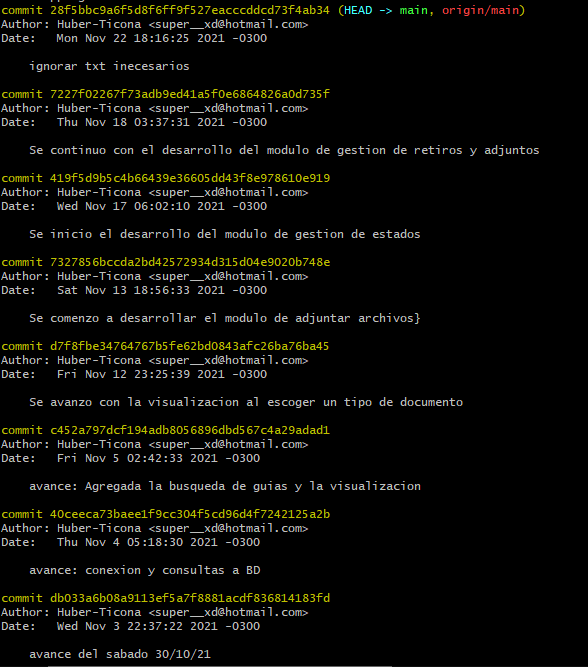 commit 28f5bbc9a6f5d8f6ff9f527eacccddcd73f4ab34 (HEAD -> main, origin/main)
Author: Huber-Ticona <super__xd@hotmail.com>
Date:   Mon Nov 22 18:16:25 2021 -0300
ignorar txt inecesarios
commit 7227f02267f73adb9ed41a5f0e6864826a0d735f
Author: Huber-Ticona <super__xd@hotmail.com>
Date:   Thu Nov 18 03:37:31 2021 -0300
Se continuo con el desarrollo del modulo de gestion de retiros y adjuntos
commit 419f5d9b5c4b66439e36605dd43f8e978610e919
Author: Huber-Ticona <super__xd@hotmail.com>
Date:   Wed Nov 17 06:02:10 2021 -0300
Se inicio el desarrollo del modulo de gestion de estados
commit 7327856bccda2bd42572934d315d04e9020b748e
Author: Huber-Ticona <super__xd@hotmail.com>
Date:   Sat Nov 13 18:56:33 2021 -0300
Se comenzo a desarrollar el modulo de adjuntar archivos}
commit d7f8fbe34764767b5fe62bd0843afc26ba76ba45
Author: Huber-Ticona <super__xd@hotmail.com>
Date:   Fri Nov 12 23:25:39 2021 -0300
Se avanzo con la visualizacion al escoger un tipo de documento
commit c452a797dcf194adb8056896dbd567c4a29adad1
Author: Huber-Ticona <super__xd@hotmail.com>
Date:   Fri Nov 5 02:42:33 2021 -0300
avance: Agregada la busqueda de guias y la visualizacion
commit 40ceeca73baee1f9cc304f5cd96d4f7242125a2b
Author: Huber-Ticona <super__xd@hotmail.com>
Date:   Thu Nov 4 05:18:30 2021 -0300
avance: conexion y consultas a BD
commit db033a6b08a9113ef5a7f8881acdf836814183fd
Author: Huber-Ticona <super__xd@hotmail.com>
Date:   Wed Nov 3 22:37:22 2021 -0300
avance del sabado 30/10/21